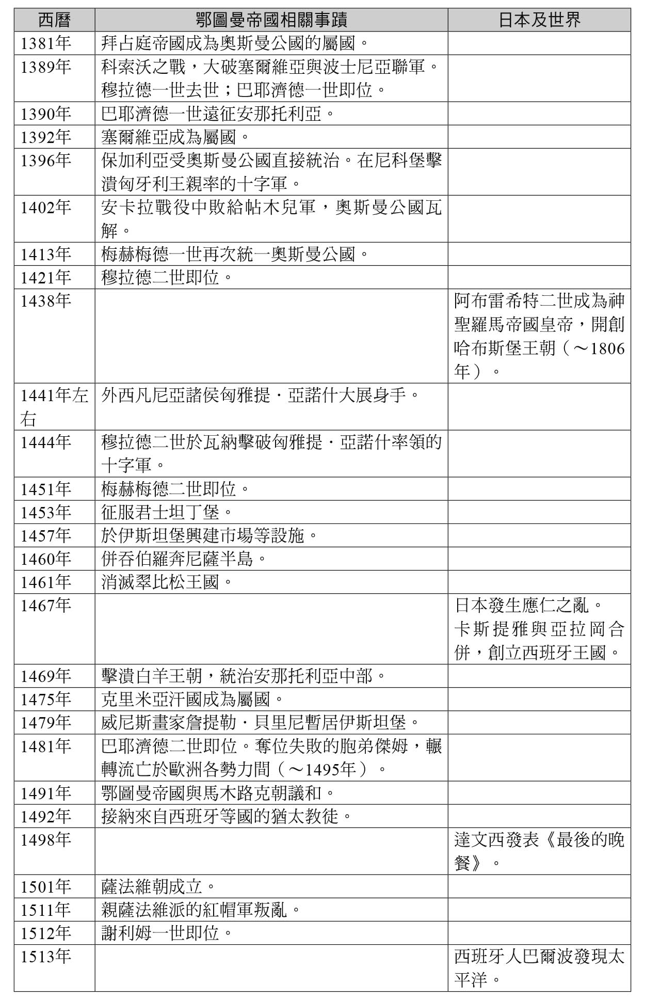 西曆 鄂圖曼帝國相關事蹟 日本及世界
1381年 拜占庭帝國成為奧斯曼公國的屬國。
1389年 科索沃之戰，大破塞爾維亞與波士尼亞聯軍。
穆拉德一世去世；巴耶濟德一世即位。
1390年 巴耶濟德一世遠征安那托利亞。
1392年 塞爾維亞成為屬國。
1396年 保加利亞受奧斯曼公國直接統治。在尼科堡擊
潰匈牙利王親率的十字軍。
1402年 安卡拉戰役中敗給帖木兒軍，奧斯曼公國瓦
解。
1413年 梅赫梅德一世再次統一奧斯曼公國。
1421年 穆拉德二世即位。
1438年 阿布雷希特二世成為神
聖羅馬帝國皇帝，開創
哈布斯堡王朝（～1806
年）。
1441年左 外西凡尼亞諸侯匈雅提．亞諾什大展身手。
右
1444年 穆拉德二世於瓦納擊破匈雅提．亞諾什率領的
十字軍。
1451年 梅赫梅德二世即位。
1453年 征服君士坦丁堡。
1457年 於伊斯坦堡興建市場等設施。
1460年 併吞伯羅奔尼薩半島。
1461年 消滅翠比松王國。
1467年 日本發生應仁之亂。
卡斯提雅與亞拉岡合
併，創立西班牙王國。
1469年 擊潰白羊王朝，統治安那托利亞中部。
1475年 克里米亞汗國成為屬國。
1479年 威尼斯畫家詹提勒．貝里尼暫居伊斯坦堡。
1481年 巴耶濟德二世即位。奪位失敗的胞弟傑姆，輾
轉流亡於歐洲各勢力間（～1495年）。
1491年 鄂圖曼帝國與馬木路克朝議和。
1492年 接納來自西班牙等國的猶太教徒。
1498年 達文西發表《最後的晚
餐》。
1501年 薩法維朝成立。
1511年 親薩法維派的紅帽軍叛亂。
1512年 謝利姆一世即位。
1513年 西班牙人巴爾波發現太
平洋。